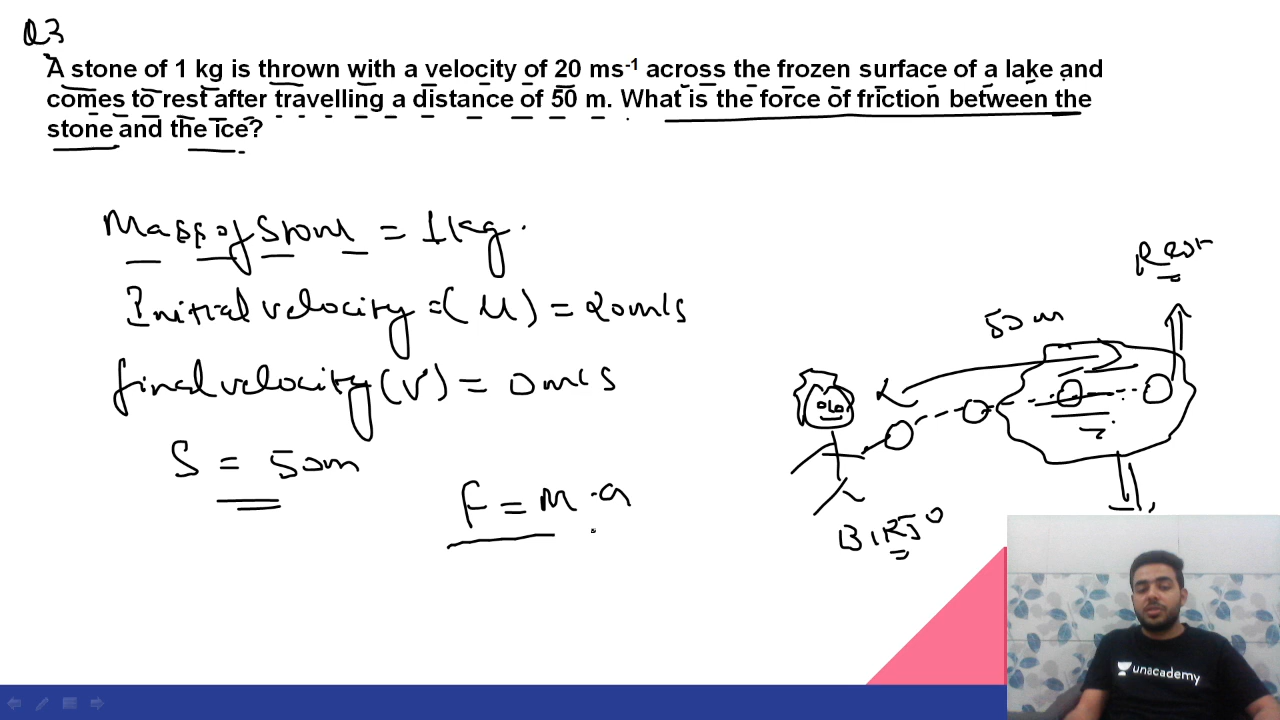 Q3
A stone of 1 kg is thrown with a velocity of 20 ms⁻¹ across the frozen surface of a lake and
comes to rest after travelling a distance of 50 m. What is the force of friction between the
stone and the ice?
Mass of Stone = 1kg.
Initial velocity =(u) = 20m/s
final velocity (v) = 0m/s
S = 50m
F = m.a
Rest
50m
unacademy